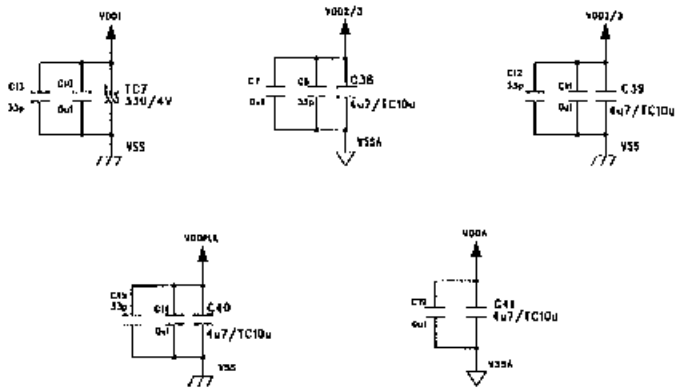 VDD1
C13
33p
C10
0u1
TC7
330/4V
VSS
VDD2/3
C7
0u1
C8
33p
C38
4u7/TC10u
VSSA
VDD2/3
C12
33p
0u1
C39
4u7/TC10u
VSS
VDDPLL
33p
0u1
C40
4u7/TC10u
VSS
VDDA
0u1
C41
4u7/TC10u
VSSA